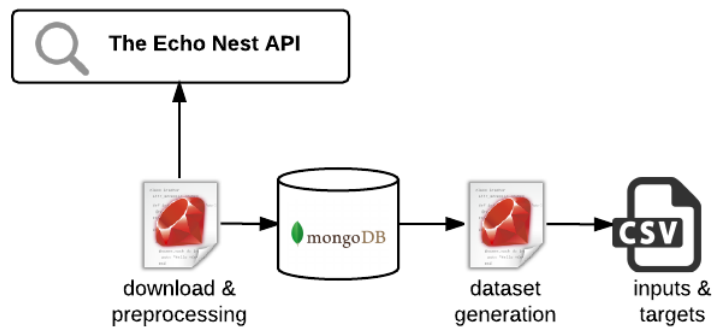 The Echo Nest API
mongoDB
CSV
download &
preprocessing
dataset
generation
inputs &
targets